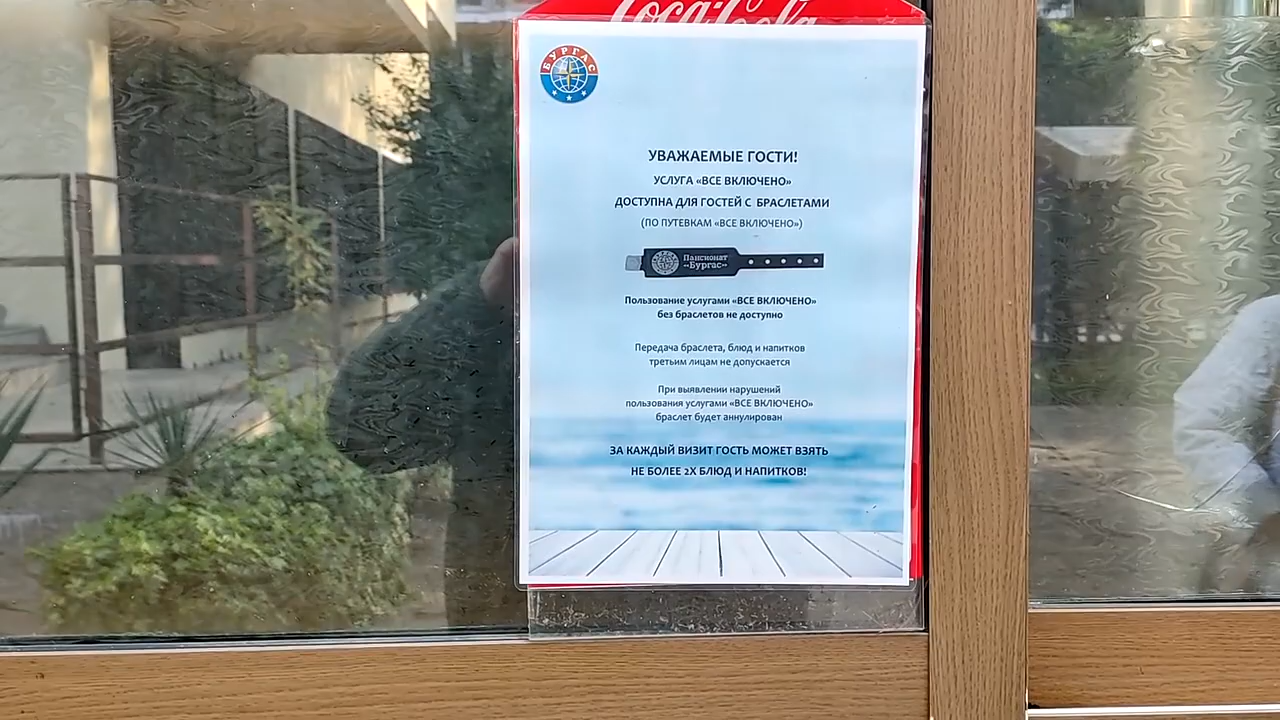 Coca-Cola
БУРГАС
УВАЖАЕМЫЕ ГОСТИ!
УСЛУГА «ВСЕ ВКЛЮЧЕНО»
ДОСТУПНА ДЛЯ ГОСТЕЙ С БРАСЛЕТАМИ
(ПО ПУТЕВКАМ «ВСЕ ВКЛЮЧЕНО»)
Пансионат
«Бургас»
Пользование услугами «ВСЕ ВКЛЮЧЕНО»
без браслетов не доступно
Передача браслета, блюд и напитков
третьим лицам не допускается
При выявлении нарушений
пользования услугами «ВСЕ ВКЛЮЧЕНО»
браслет будет аннулирован
ЗА КАЖДЫЙ ВИЗИТ ГОСТЬ МОЖЕТ ВЗЯТЬ
НЕ БОЛЕЕ 2Х БЛЮД И НАПИТКОВ!